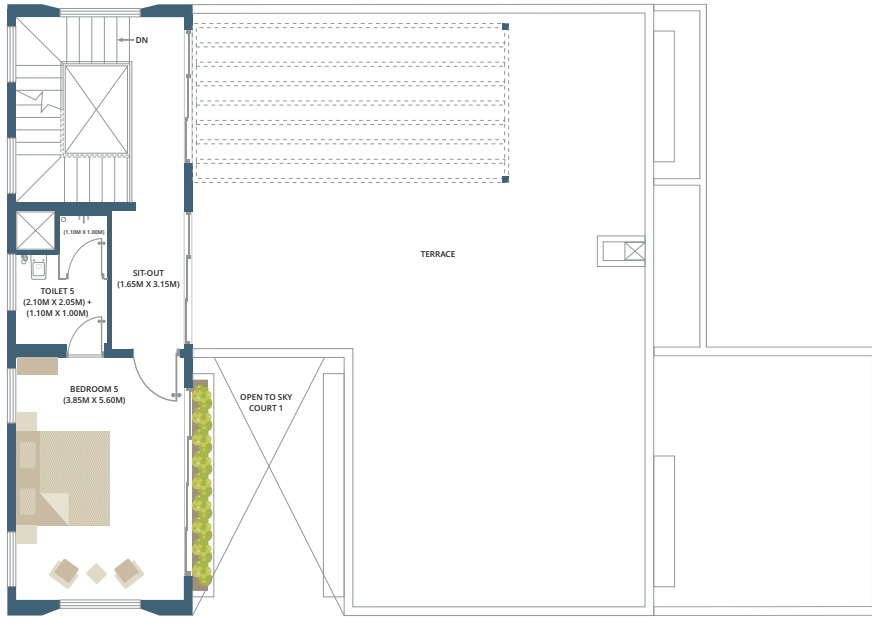 DN
(1.10M X 1.00M)
TERRACE
SIT-OUT
(1.65M X 3.15M)
TOILET 5
(2.10M X 2.05M) +
(1.10M X 1.00M)
BEDROOM 5
(3.85M X 5.60M)
OPEN TO SKY
COURT 1